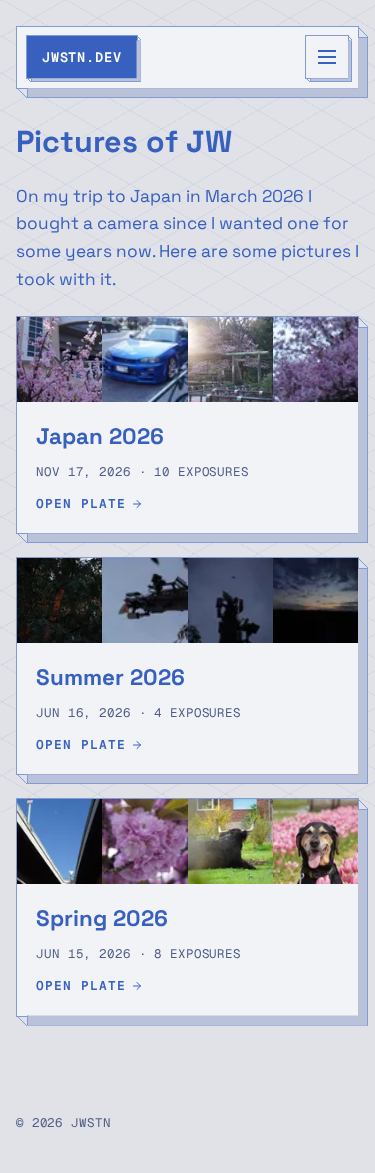 JWSTN.DEV
Pictures of JW
On my trip to Japan in March 2026 I
bought a camera since I wanted one for
some years now. Here are some pictures I
took with it.
Japan 2026
NOV 17, 2026 · 10 EXPOSURES
OPEN PLATE →
Summer 2026
JUN 16, 2026 · 4 EXPOSURES
OPEN PLATE →
Spring 2026
JUN 15, 2026 · 8 EXPOSURES
OPEN PLATE →
© 2026 JWSTN